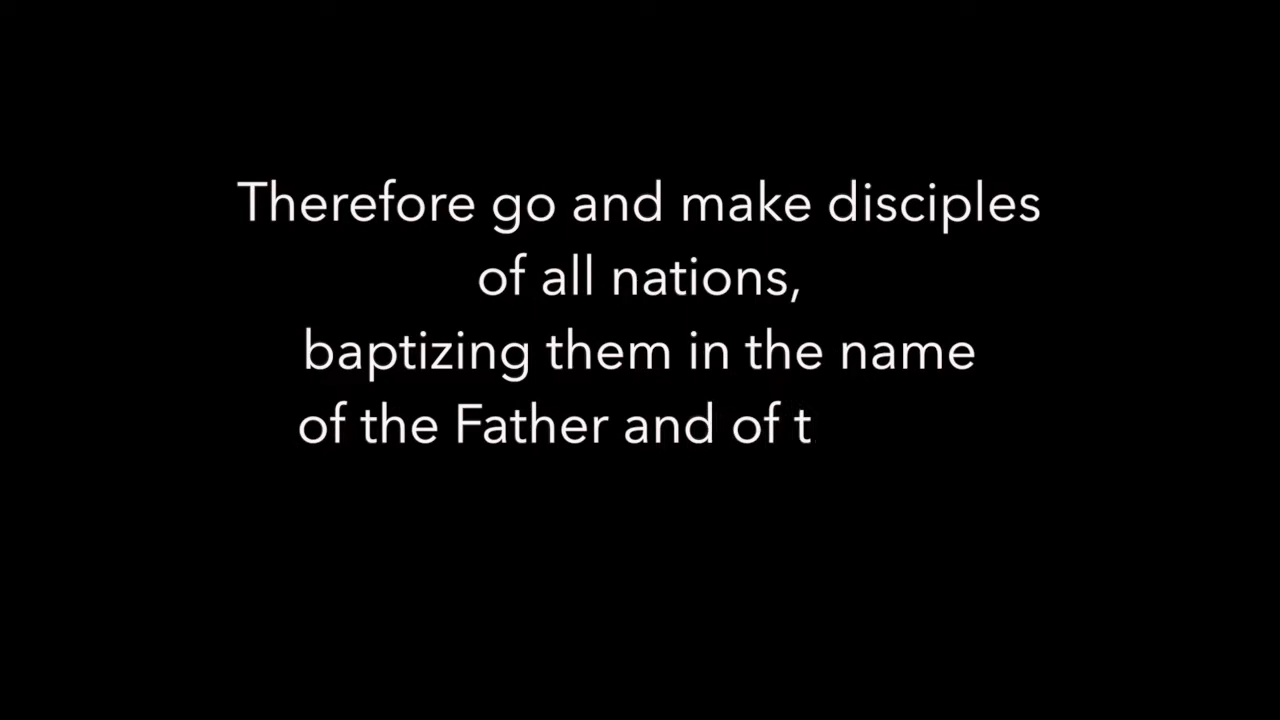 Therefore go and make disciples
of all nations,
baptizing them in the name
of the Father and of t